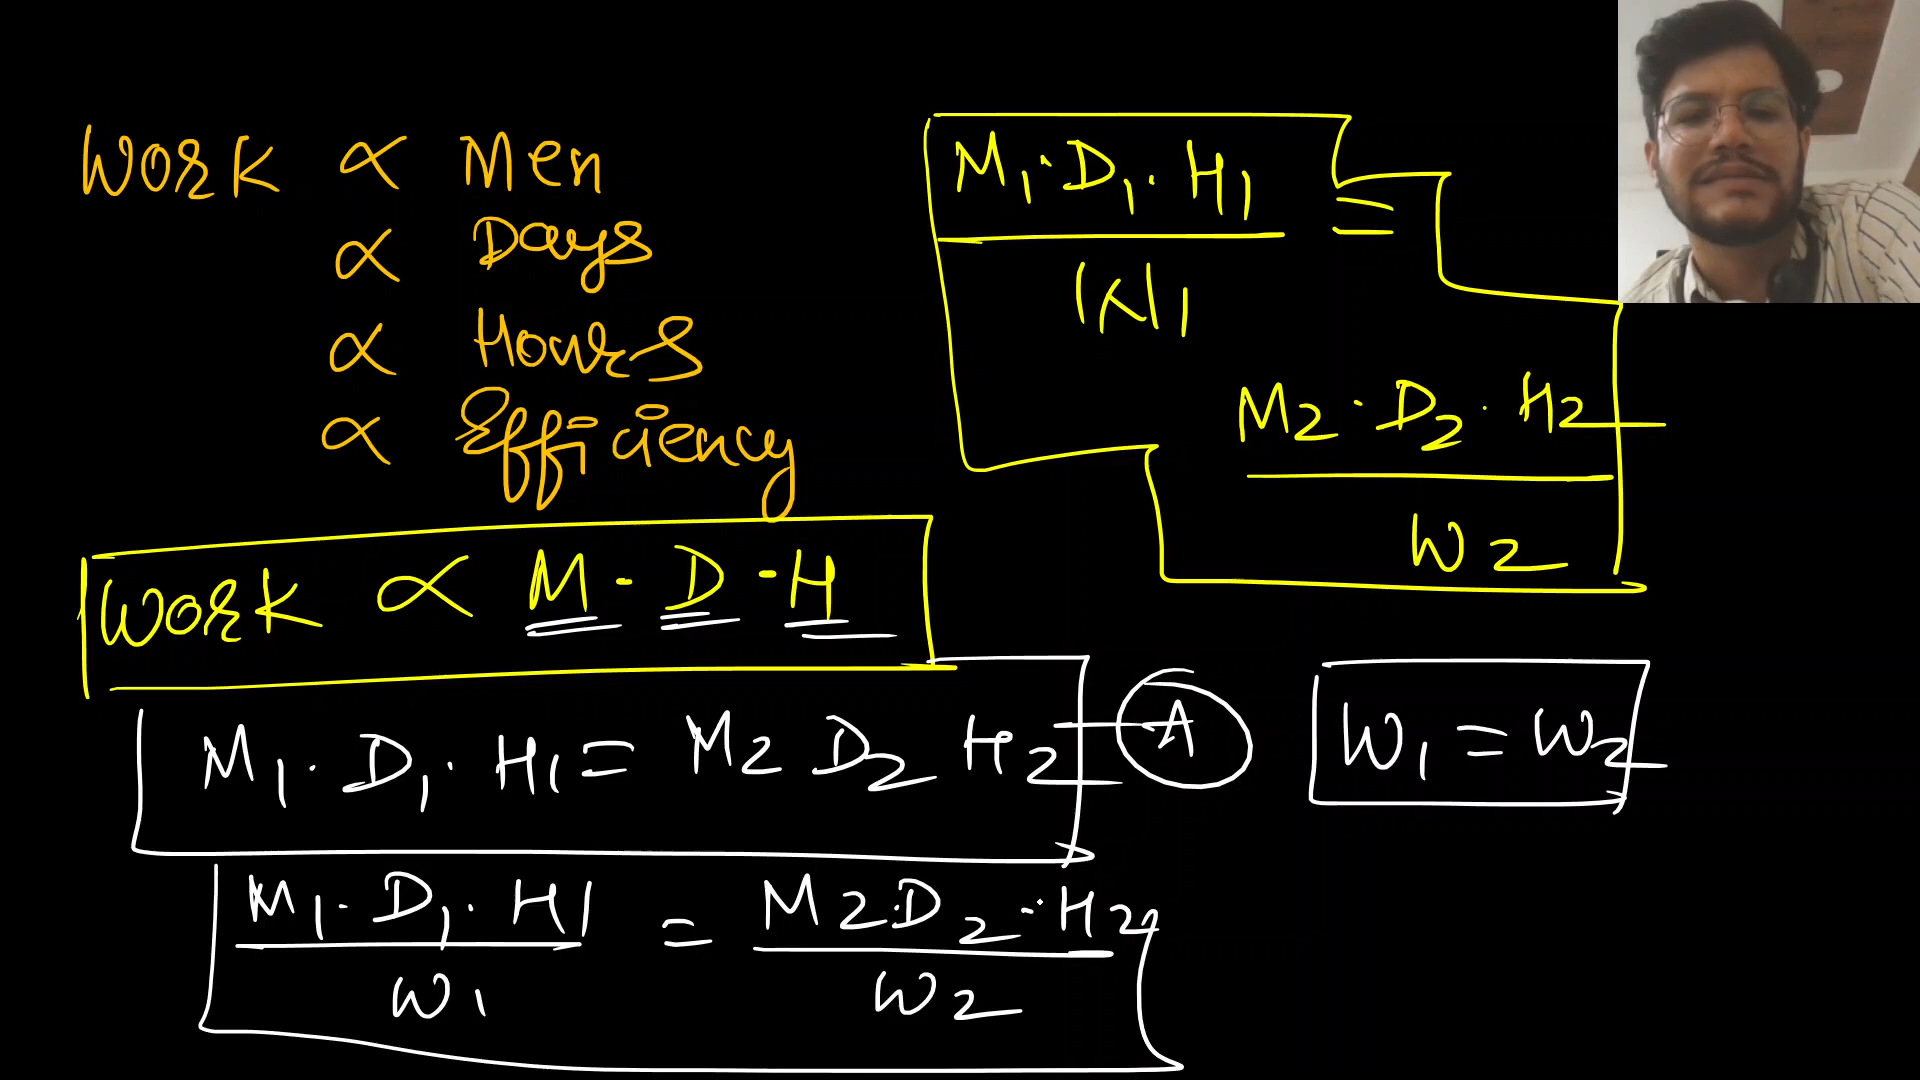 Work ∝ Men
∝ Days
∝ Hours
∝ Efficiency
Work ∝ M · D · H
M1 · D1 · H1 =
W1
M2 · D2 · H2
W2
M1 · D1 · H1 = M2 D2 H2 A
W1 = W2
M1 · D1 · H1 = M2 · D2 · H2
W1 W2